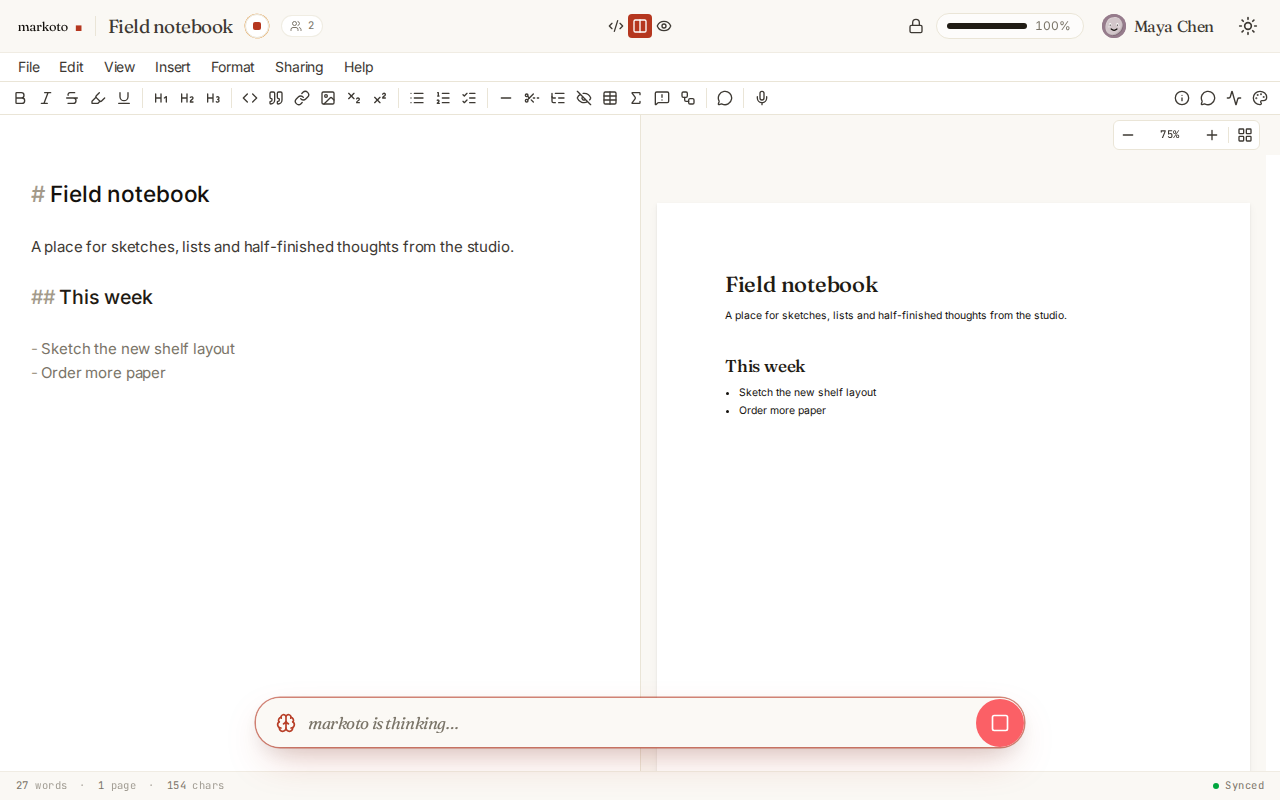 markoto
Field notebook
2
100%
Maya Chen
File Edit View Insert Format Sharing Help
H1 H2 H3
75%
# Field notebook
A place for sketches, lists and half-finished thoughts from the studio.
## This week
- Sketch the new shelf layout
- Order more paper
Field notebook
A place for sketches, lists and half-finished thoughts from the studio.
This week
• Sketch the new shelf layout
• Order more paper
markoto is thinking...
27 words · 1 page · 154 chars
Synced